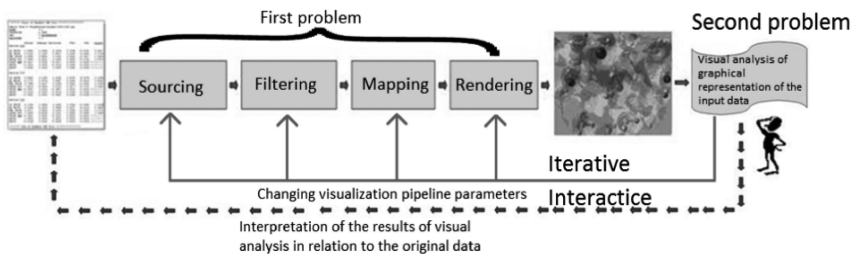 First problem
Second problem
Sourcing
Filtering
Mapping
Rendering
Visual analysis of
graphical
representation of the
input data
Iterative
Changing visualization pipeline parameters
Interactice
Interpretation of the results of visual
analysis in relation to the original data